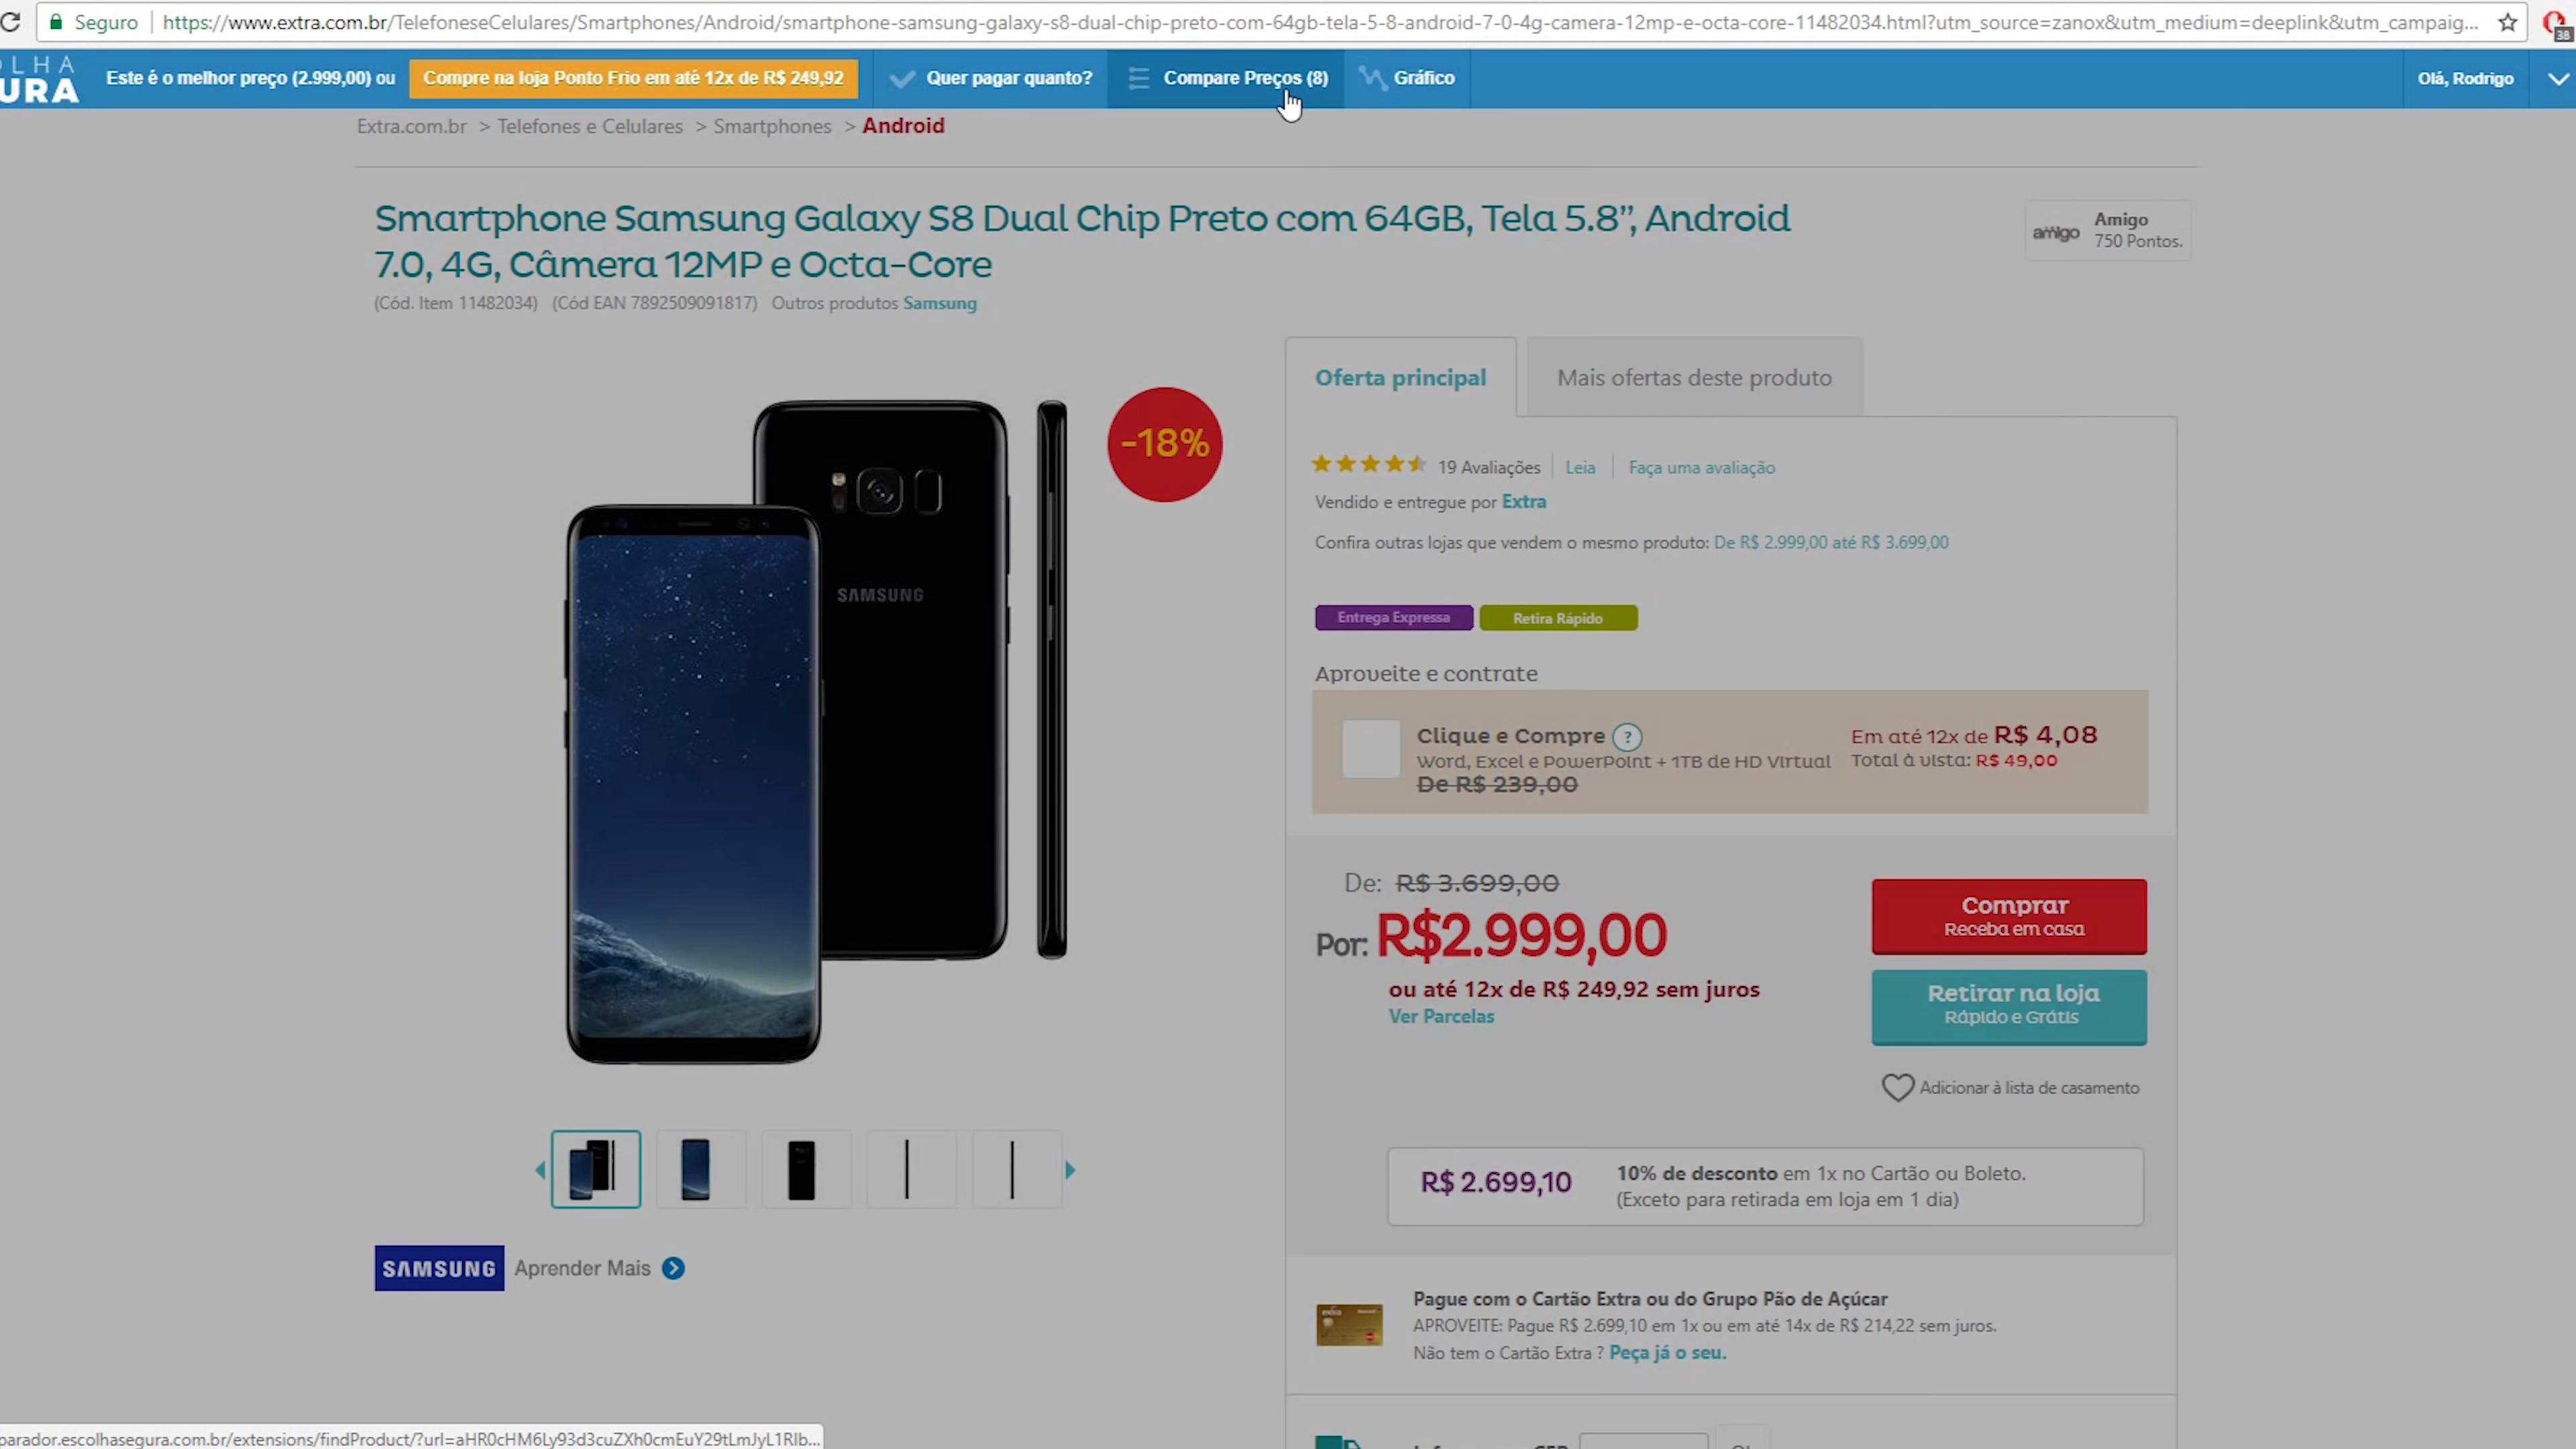 Seguro
https://www.extra.com.br/TelefoneseCelulares/Smartphones/Android/smartphone-samsung-galaxy-s8-dual-chip-preto-com-64gb-tela-5-8-android-7-0-4g-camera-12mp-e-octa-core-11482034.html?utm_source=zanox&utm_medium=deeplink&utm_campaig...
38
OLHA
URA
Este é o melhor preço (2.999,00) ou
Compre na loja Ponto Frio em até 12x de R$ 249,92
Quer pagar quanto?
Compare Preços (8)
Gráfico
Olá, Rodrigo
Extra.com.br > Telefones e Celulares > Smartphones > Android
Smartphone Samsung Galaxy S8 Dual Chip Preto com 64GB, Tela 5.8”, Android
7.0, 4G, Câmera 12MP e Octa-Core
(Cód. Item 11482034) (Cód EAN 7892509091817) Outros produtos Samsung
amigo
Amigo
750 Pontos.
-18%
SAMSUNG
Oferta principal
Mais ofertas deste produto
19 Avaliações
Leia
Faça uma avaliação
Vendido e entregue por Extra
Confira outras lojas que vendem o mesmo produto: De R$ 2.999,00 até R$ 3.699,00
Entrega Expressa
Retira Rápido
Aproveite e contrate
Clique e Compre ?
Word, Excel e PowerPoint + 1TB de HD Virtual
De R$ 239,00
Em até 12x de R$ 4,08
Total à vista: R$ 49,00
De: R$ 3.699,00
Por: R$2.999,00
ou até 12x de R$ 249,92 sem juros
Ver Parcelas
Comprar
Receba em casa
Retirar na loja
Rápido e Grátis
Adicionar à lista de casamento
R$ 2.699,10
10% de desconto em 1x no Cartão ou Boleto.
(Exceto para retirada em loja em 1 dia)
SAMSUNG
Aprender Mais
Pague com o Cartão Extra ou do Grupo Pão de Açúcar
APROVEITE: Pague R$ 2.699,10 em 1x ou em até 14x de R$ 214,22 sem juros.
Não tem o Cartão Extra ? Peça já o seu.
parador.escolhasegura.com.br/extensions/findProduct/?url=aHR0cHM6Ly93d3cuZXh0cmEuY29tLmJyL1Rlb...